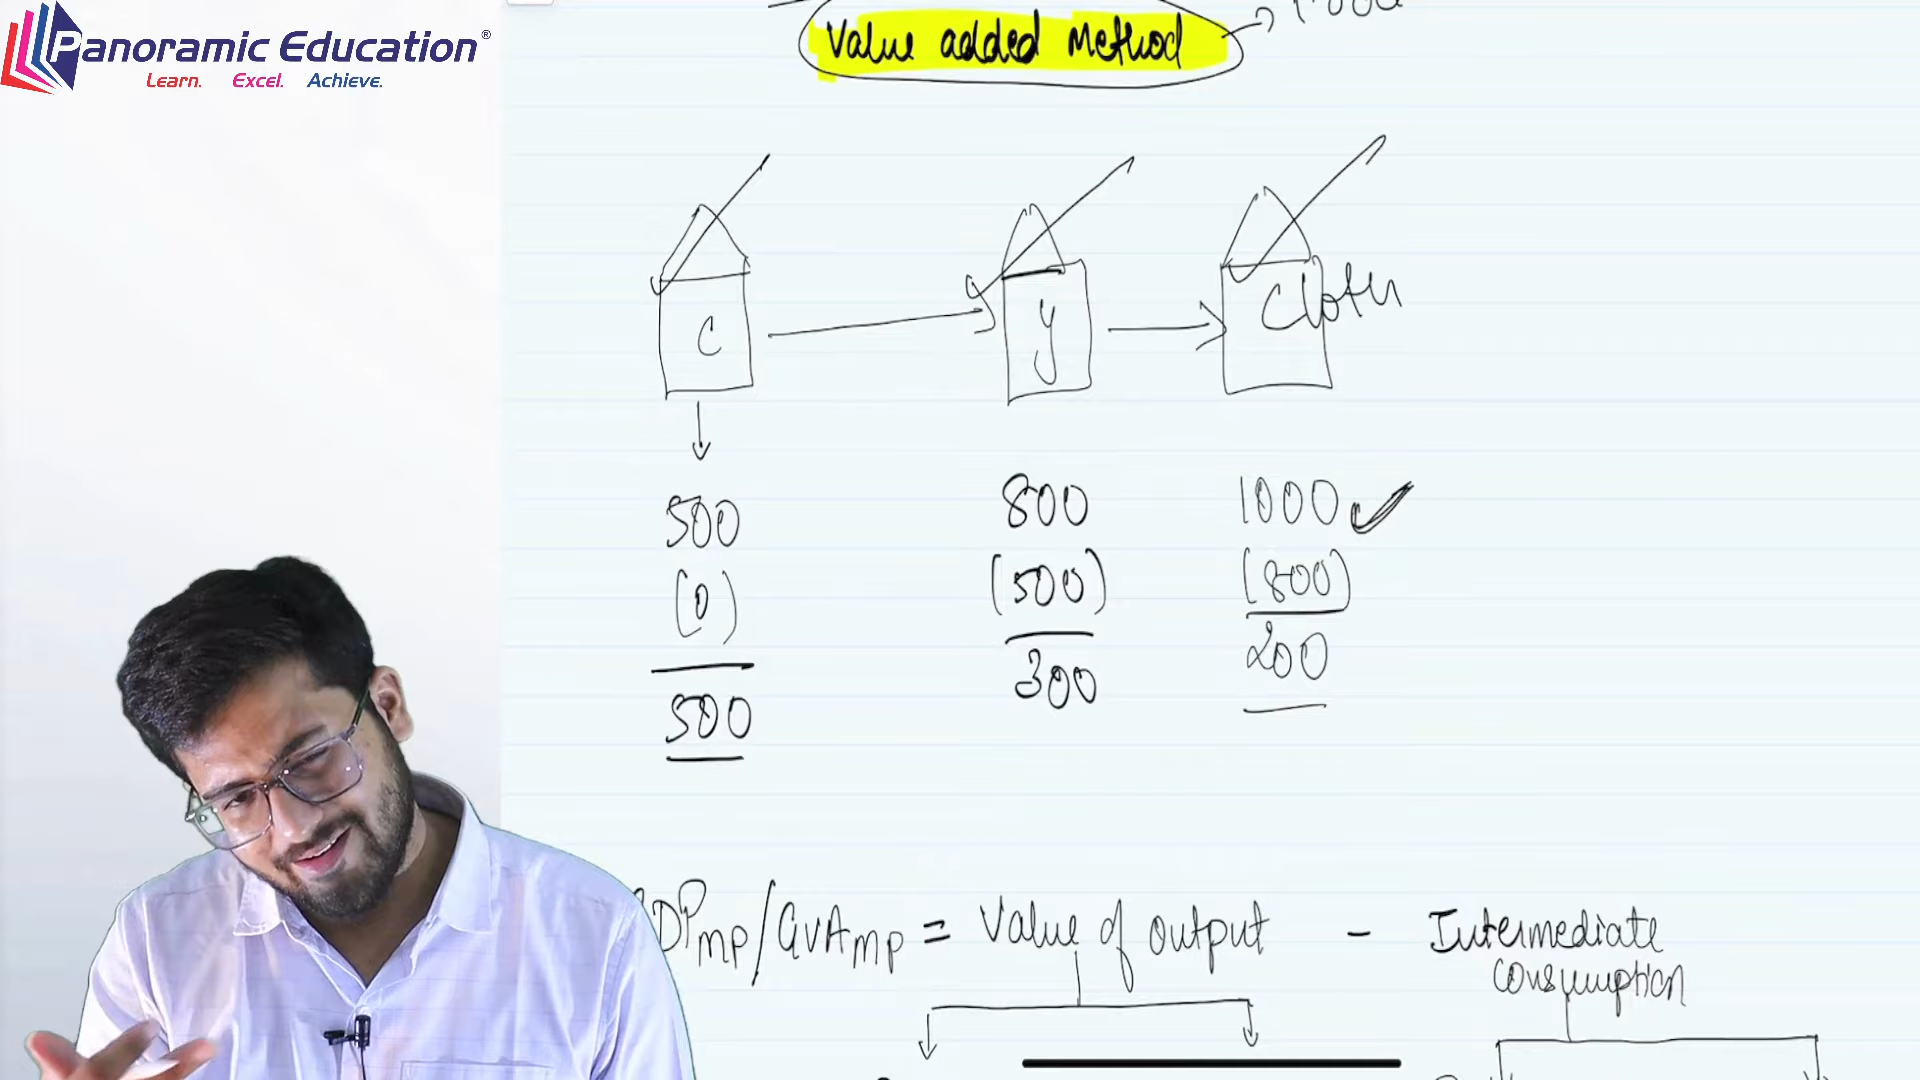 Panoramic Education®
Learn. Excel. Achieve.
Value added Method
C
y
Cloth
500
800
1000
(0)
(500)
(800)
500
300
200
DPMP/GVAMP = Value of output - Intermediate
consumption